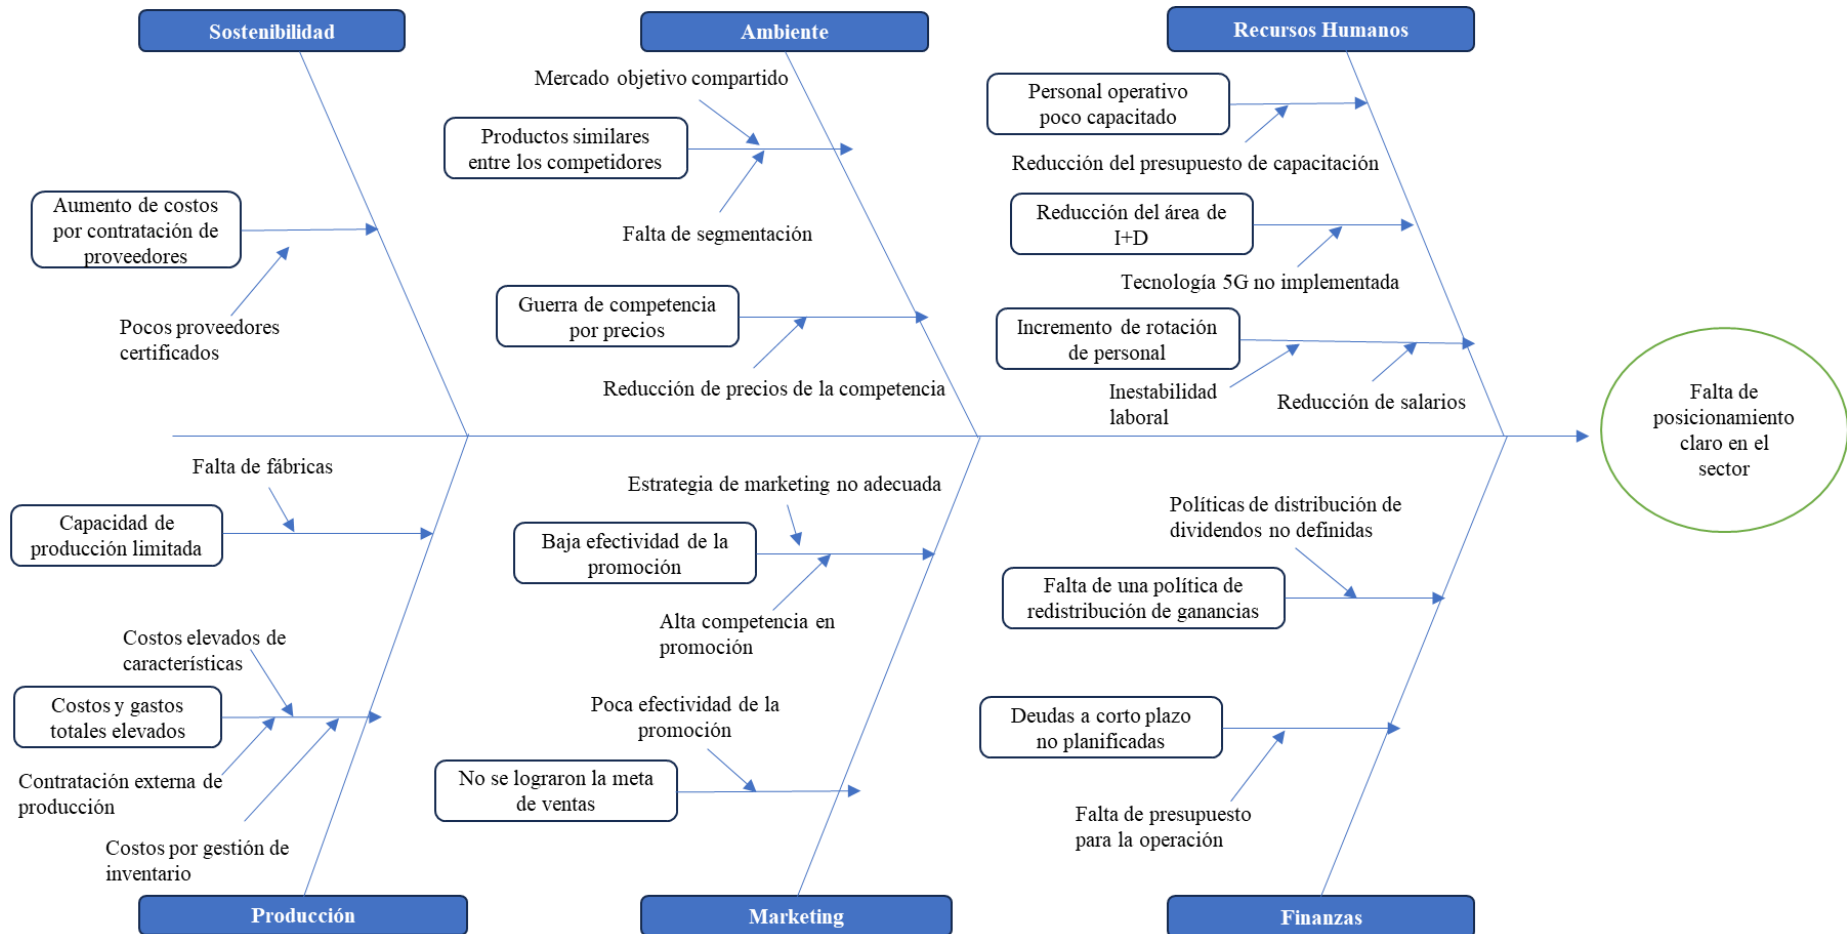 Sostenibilidad
Ambiente
Recursos Humanos
Mercado objetivo compartido
Productos similares
entre los competidores
Falta de segmentación
Guerra de competencia
por precios
Reducción de precios de la competencia
Personal operativo
poco capacitado
Reducción del presupuesto de capacitación
Reducción del área de
I+D
Tecnología 5G no implementada
Incremento de rotación
de personal
Inestabilidad
laboral
Reducción de salarios
Aumento de costos
por contratación de
proveedores
Pocos proveedores
certificados
Falta de
posicionamiento
claro en el
sector
Falta de fábricas
Capacidad de
producción limitada
Costos elevados de
características
Costos y gastos
totales elevados
Contratación externa de
producción
Costos por gestión de
inventario
Estrategia de marketing no adecuada
Baja efectividad de la
promoción
Alta competencia en
promoción
Poca efectividad de la
promoción
No se lograron la meta
de ventas
Políticas de distribución de
dividendos no definidas
Falta de una política de
redistribución de ganancias
Deudas a corto plazo
no planificadas
Falta de presupuesto
para la operación
Producción
Marketing
Finanzas